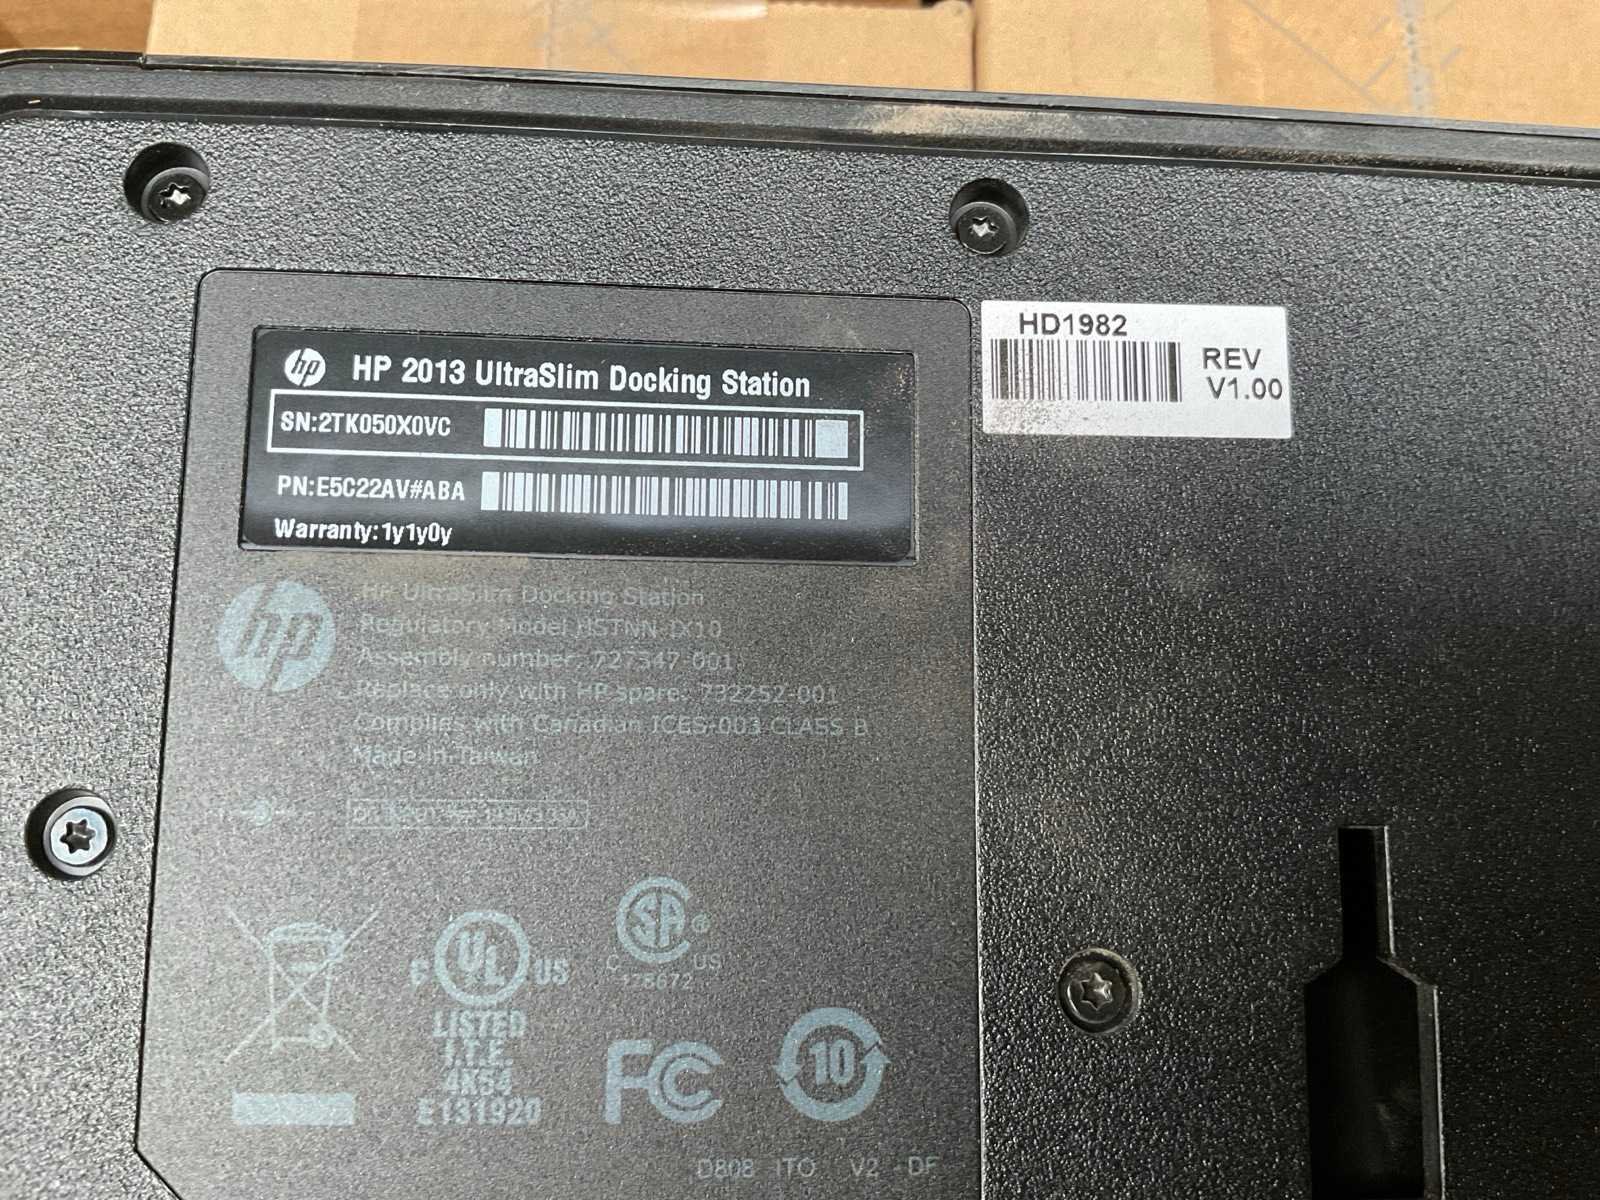 HD1982
REV
V1.00
hp HP 2013 UltraSlim Docking Station
SN:2TK050X0VC
PN:E5C22AV#ABA
Warranty:1y1y0y
hp
HP UltraSlim Docking Station
Regulatory Model HSTNN-IX10
Assembly number: 727347-001
Replace only with HP spare: 732252-001
Complies with Canadian ICES-003 CLASS B
Made-In-Taiwan
C UL US
LISTED
I.T.E.
4X54
E131920
SA ®
C US
178672
FC
10
D808 ITO V2 - DF